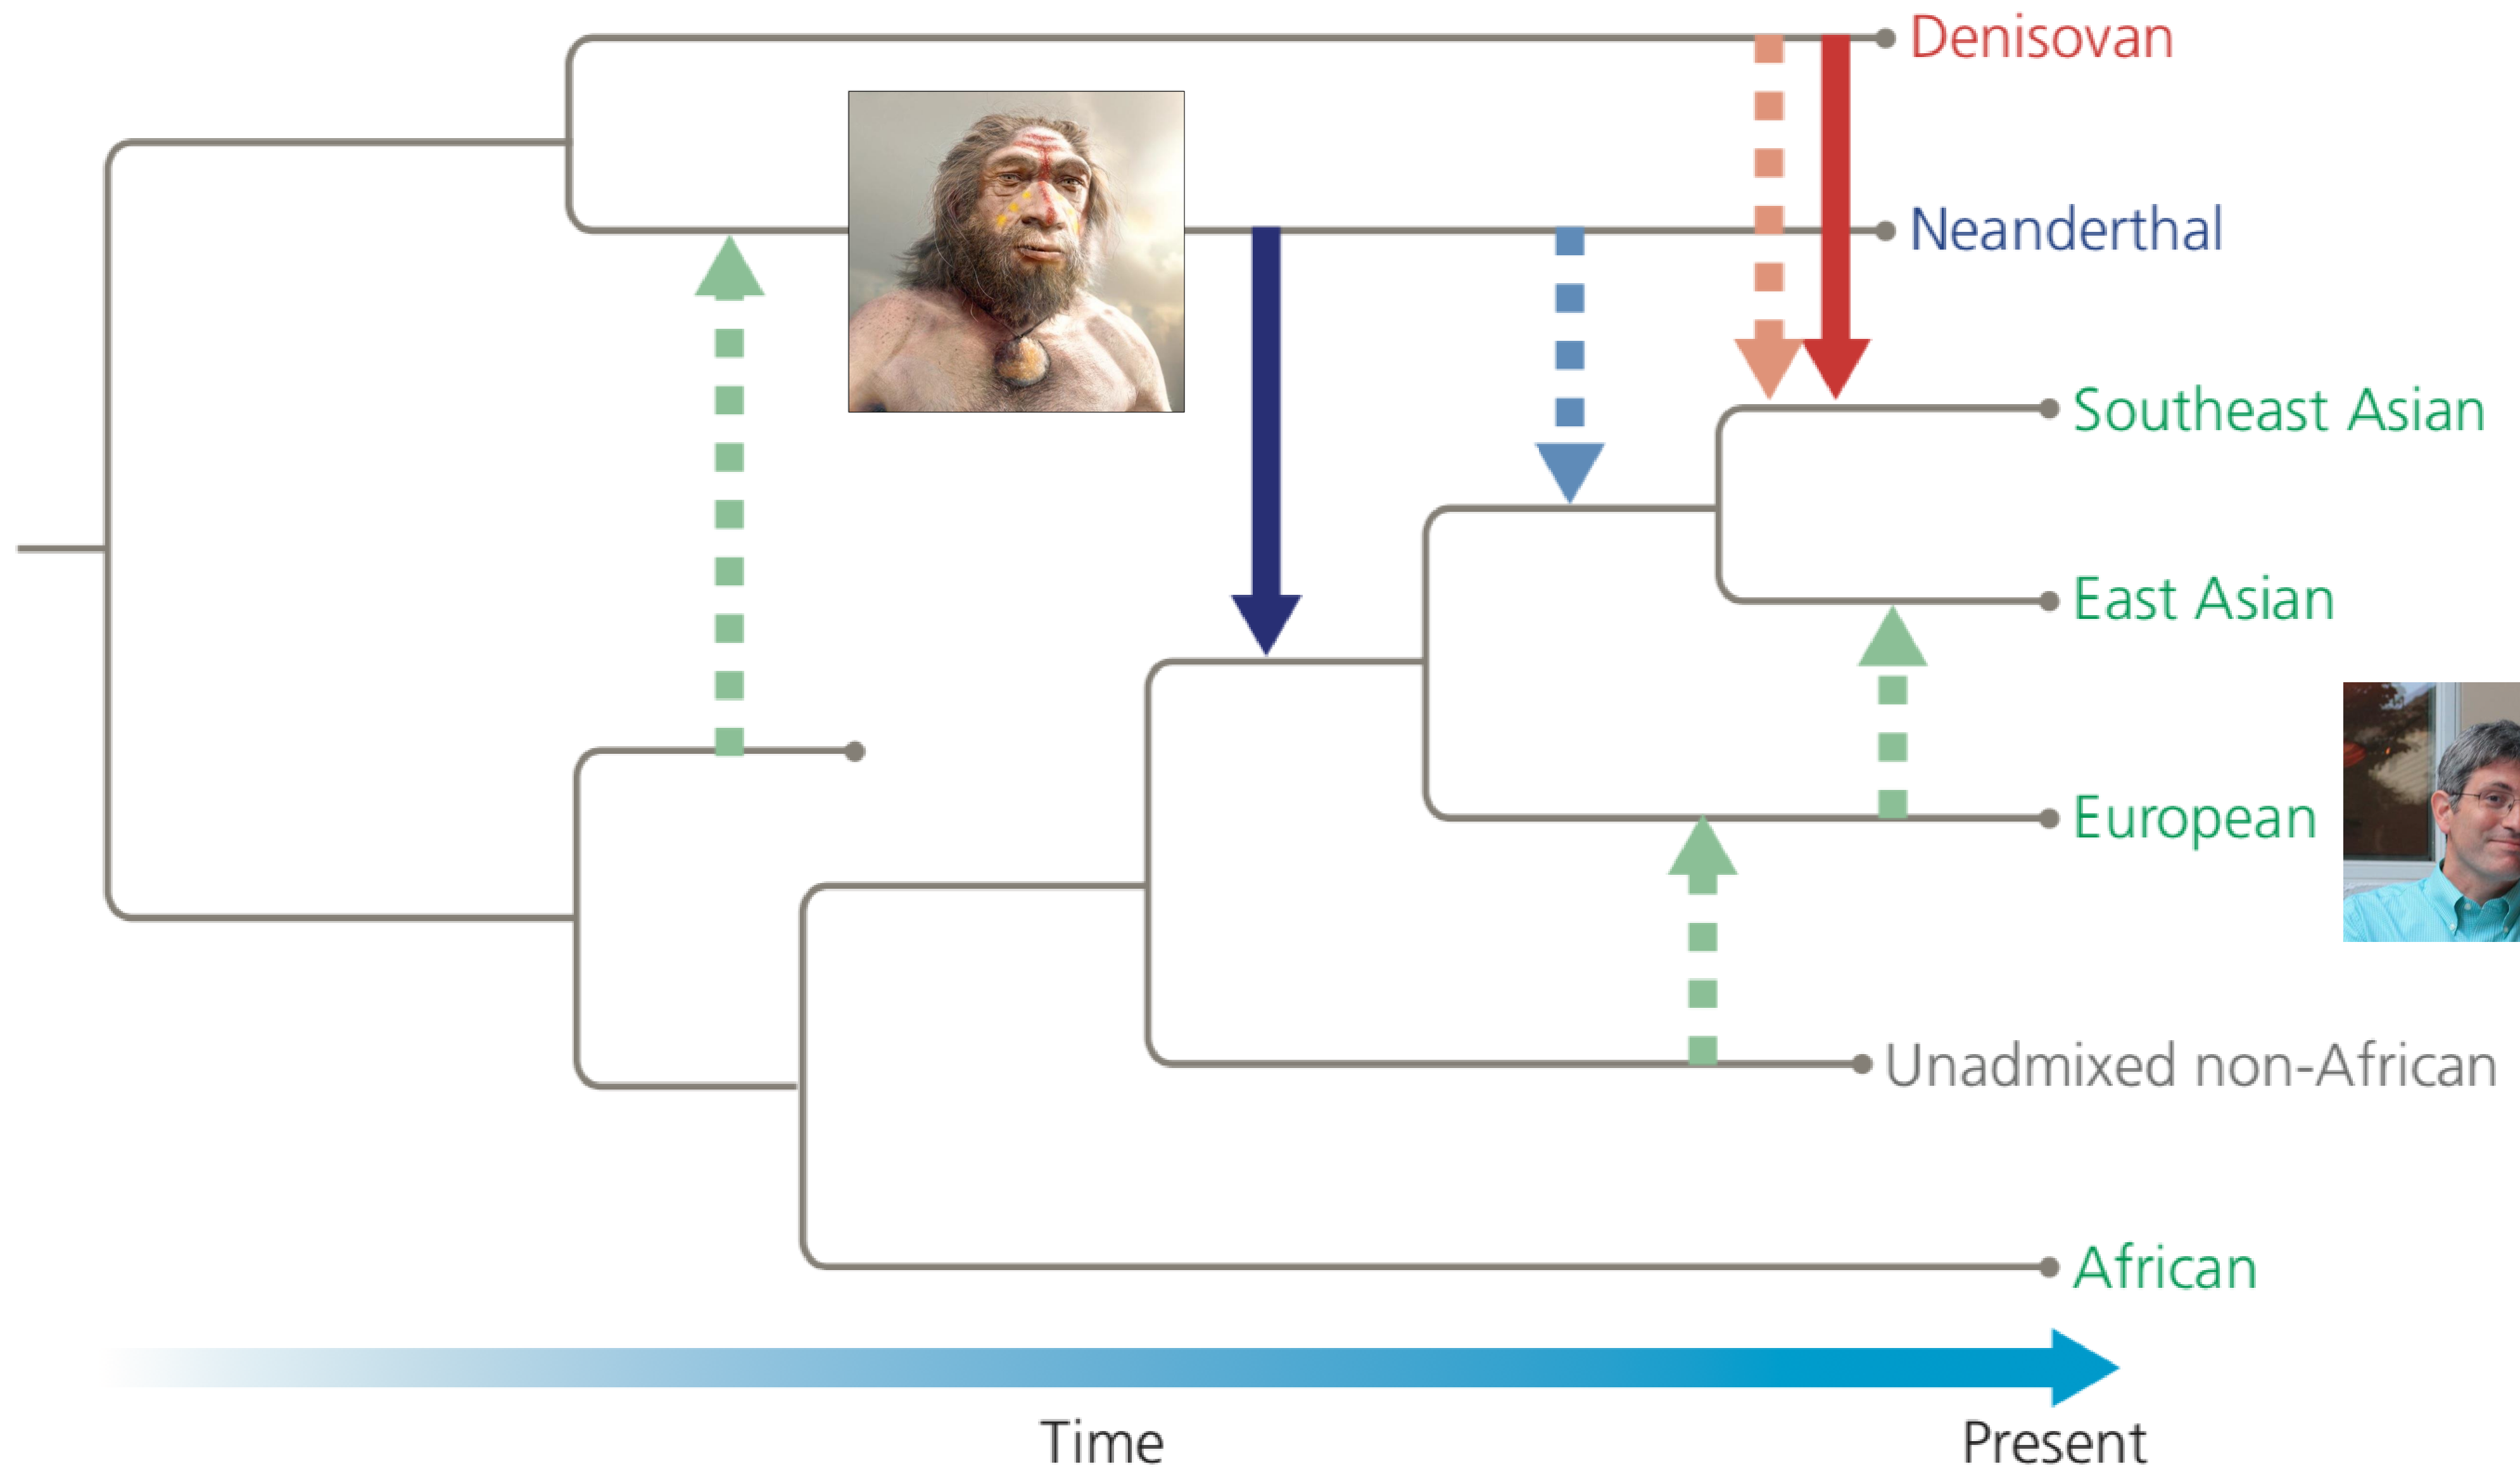 Denisovan
Neanderthal
Southeast Asian
East Asian
European
Unadmixed non-African
African
Time
Present